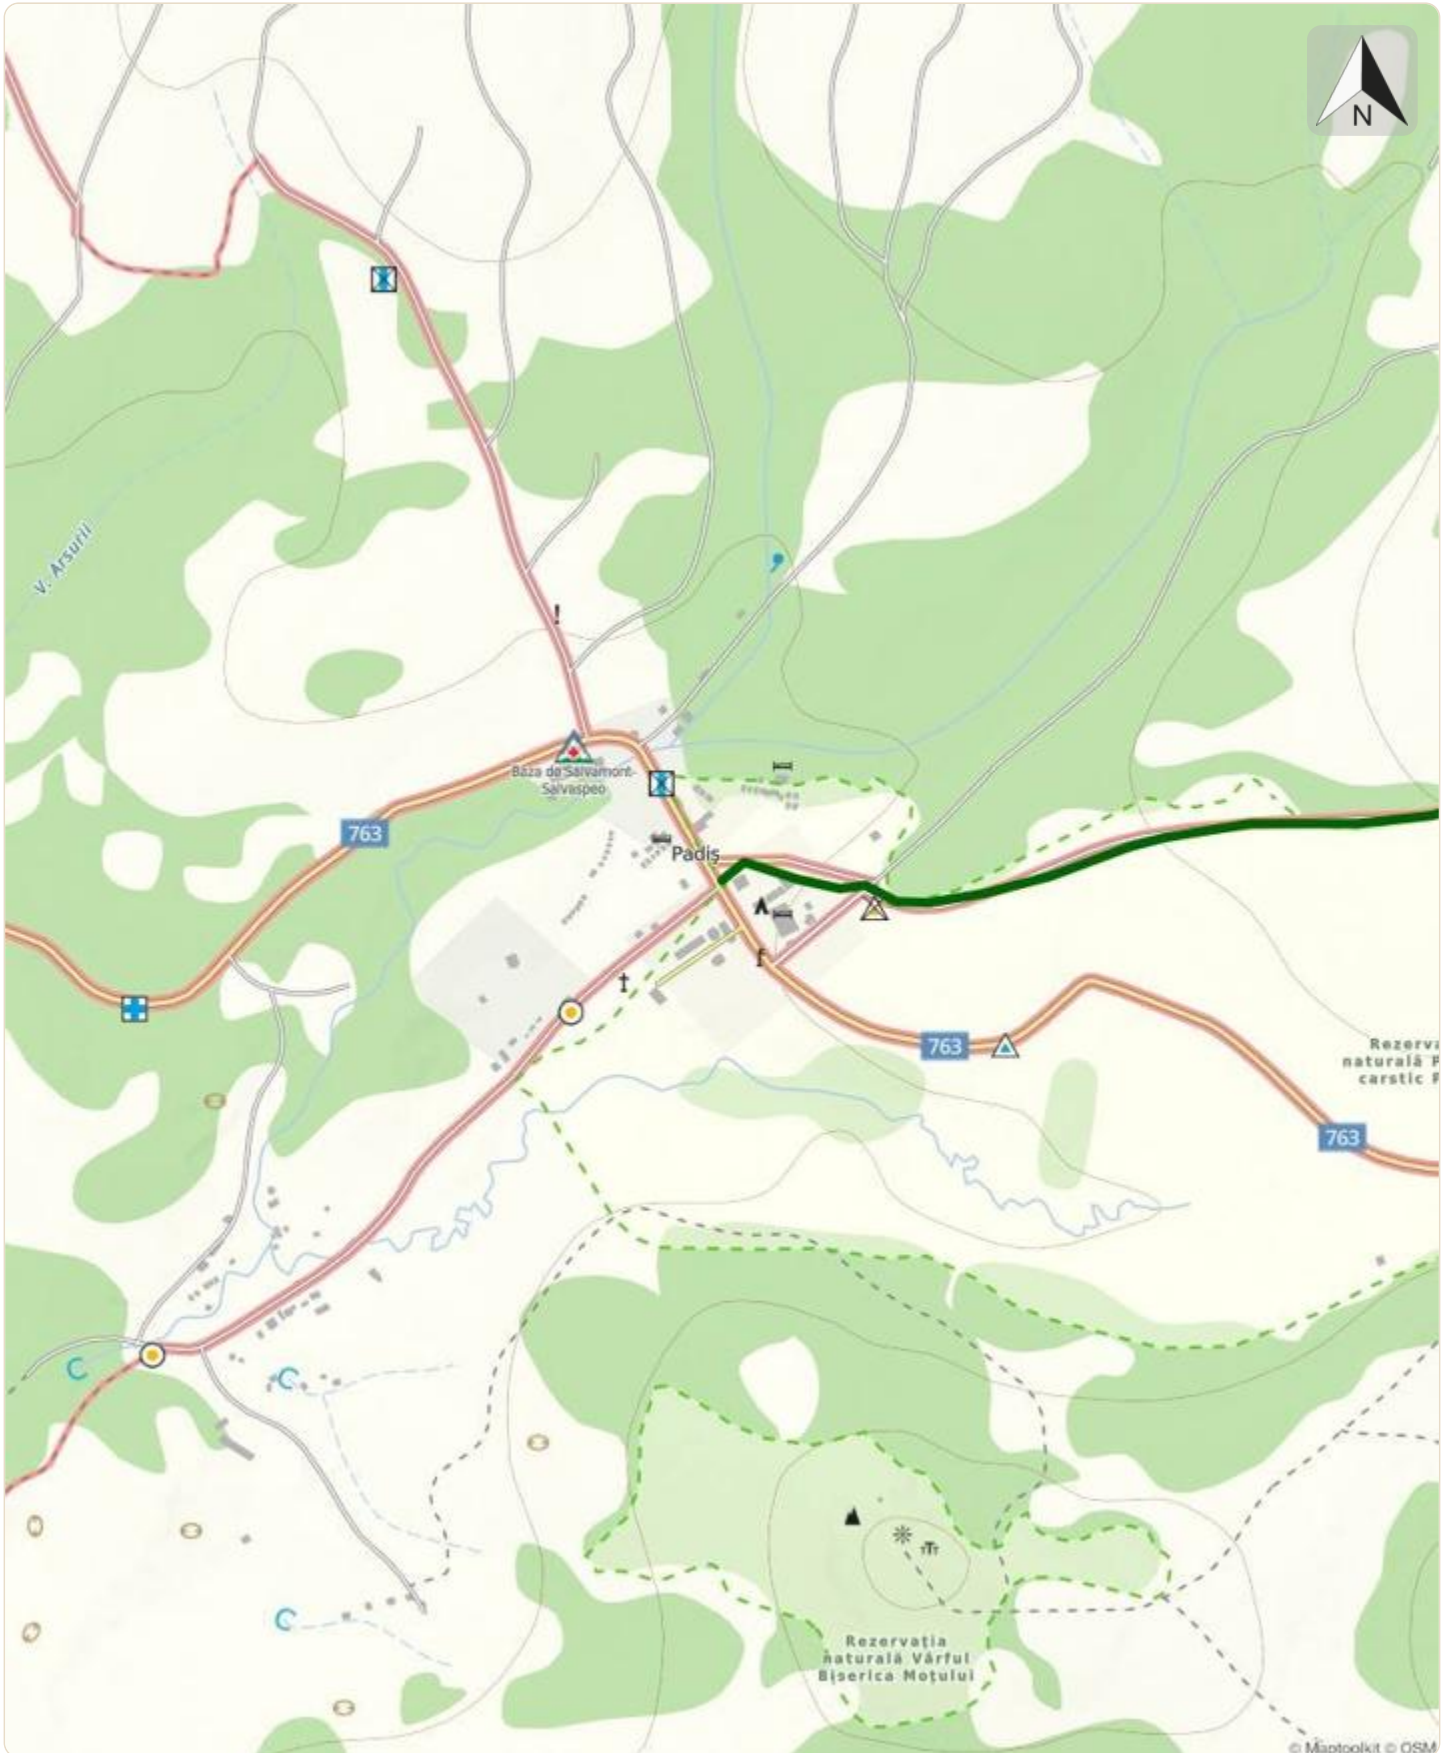 N
V. Arsurii
Baza de Salvamont-
Salvaspeo
763
Padiș
763
Rezerva
naturală P
carstic P
763
Rezervația
naturală Vârful
Biserica Moțului
© Maptoolkit © OSM